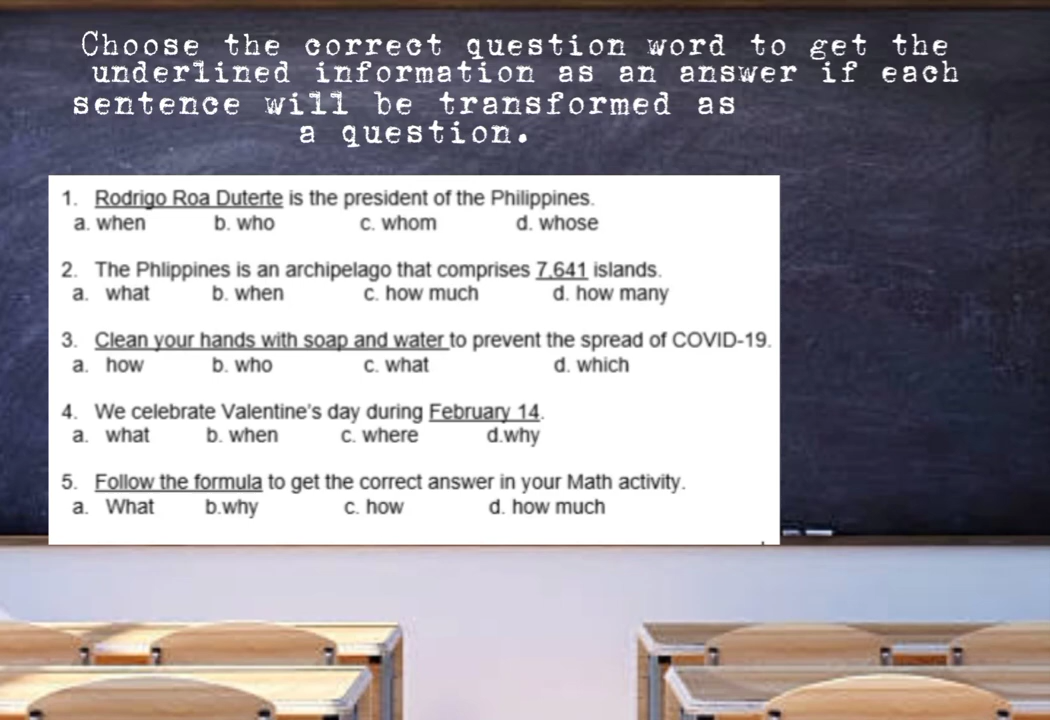 Choose the correct question word to get the
underlined information as an answer if each
sentence will be transformed as
a question.
1. Rodrigo Roa Duterte is the president of the Philippines.
a. when b. who c. whom d. whose
2. The Phlippines is an archipelago that comprises 7,641 islands.
a. what b. when c. how much d. how many
3. Clean your hands with soap and water to prevent the spread of COVID-19.
a. how b. who c. what d. which
4. We celebrate Valentine's day during February 14.
a. what b. when c. where d.why
5. Follow the formula to get the correct answer in your Math activity.
a. What b.why c. how d. how much